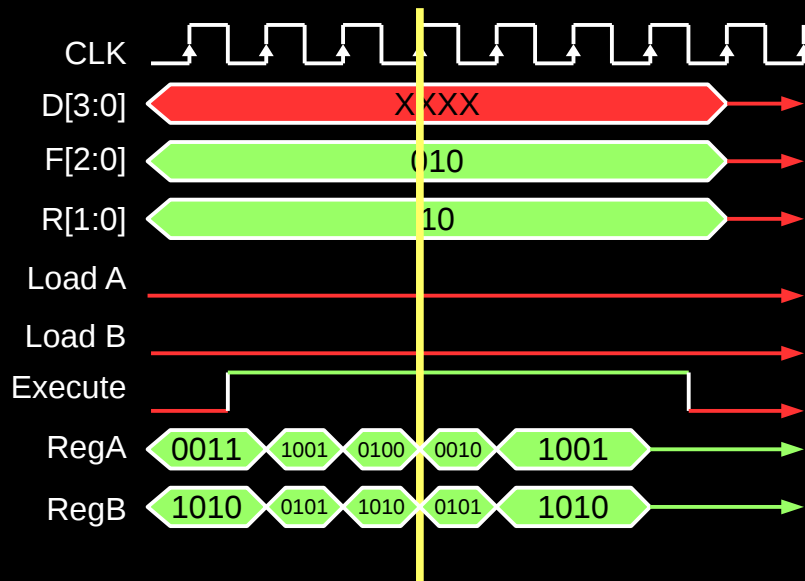 CLK
D[3:0] XXXX
F[2:0] 010
R[1:0] 10
Load A
Load B
Execute
RegA 0011 1001 0100 0010 1001
RegB 1010 0101 1010 0101 1010